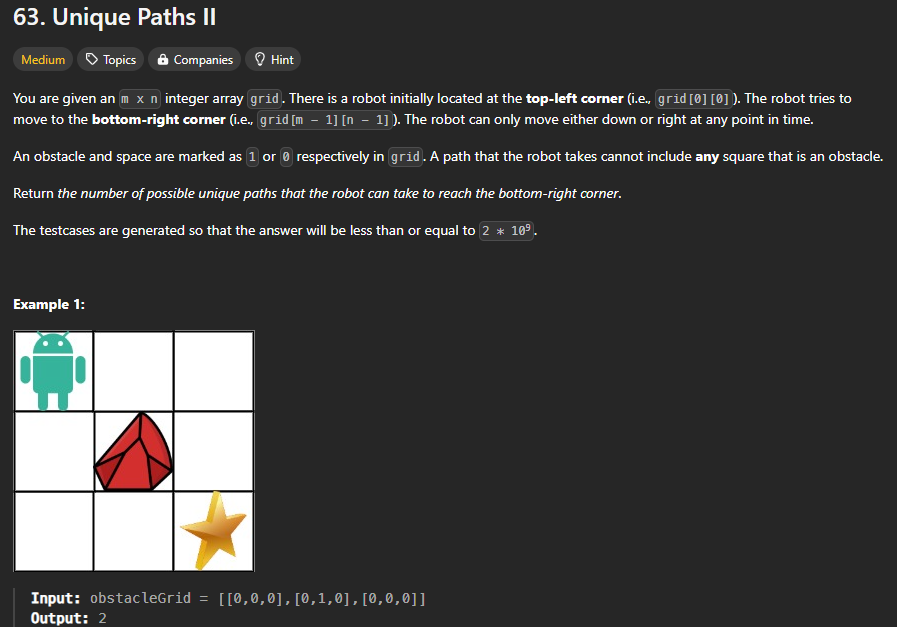 63. Unique Paths II
Medium Topics Companies Hint
You are given an m x n integer array grid. There is a robot initially located at the top-left corner (i.e., grid[0][0]). The robot tries to
move to the bottom-right corner (i.e., grid[m - 1][n - 1]). The robot can only move either down or right at any point in time.
An obstacle and space are marked as 1 or 0 respectively in grid. A path that the robot takes cannot include any square that is an obstacle.
Return the number of possible unique paths that the robot can take to reach the bottom-right corner.
The testcases are generated so that the answer will be less than or equal to 2 * 10⁹.
Example 1:
Input: obstacleGrid = [[0,0,0],[0,1,0],[0,0,0]]
Output: 2